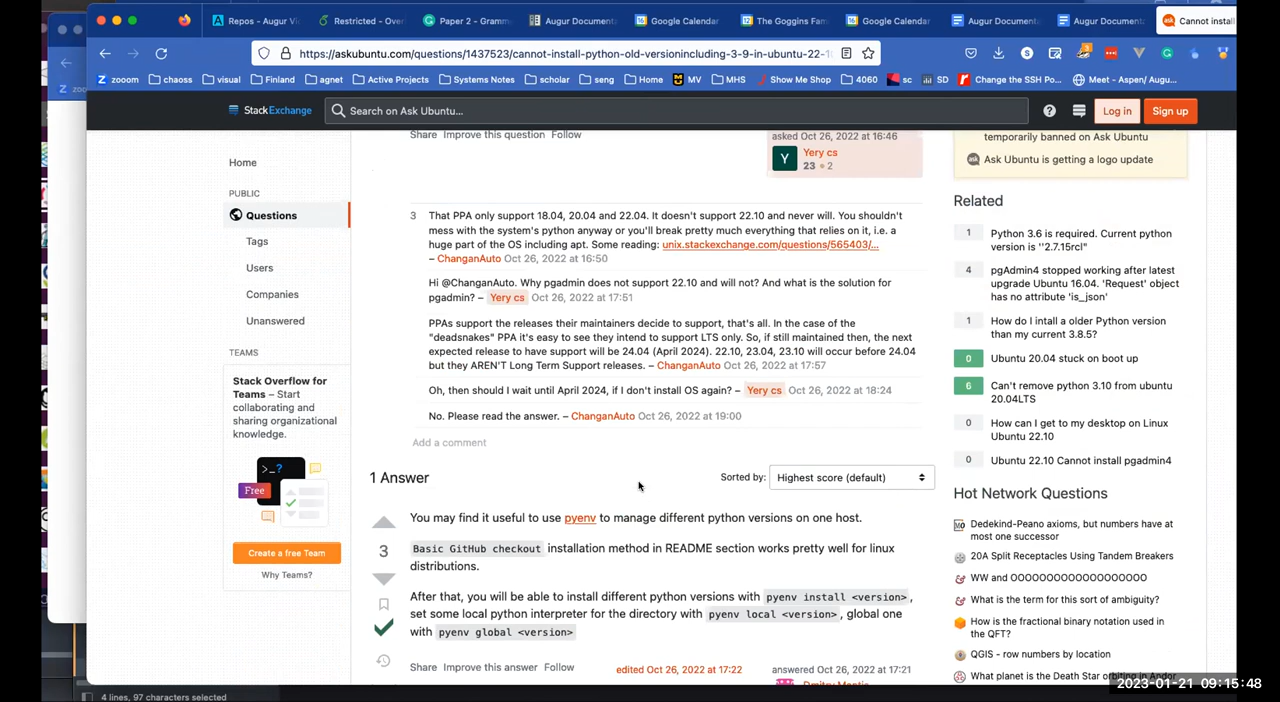 Repos - Augur Vi
Restricted - Over
Paper 2 - Gramm
Augur Documenta
Google Calendar
The Goggins Fam
Google Calendar
Augur Document
Augur Document
Cannot install
https://askubuntu.com/questions/1437523/cannot-install-python-old-versionincluding-3-9-in-ubuntu-22-1
zooom
chaoss
visual
Finland
agnet
Active Projects
Systems Notes
scholar
seng
Home
MV
MHS
Show Me Shop
4060
sc
SD
Change the SSH Po...
Meet - Aspen/ Augu...
StackExchange
Search on Ask Ubuntu...
Log in
Sign up
Home
PUBLIC
Questions
Tags
Users
Companies
Unanswered
TEAMS
Stack Overflow for
Teams – Start
collaborating and
sharing organizational
knowledge.
Free
Create a free Team
Why Teams?
Share Improve this question Follow
asked Oct 26, 2022 at 16:46
Y
Yery cs
23 2
3
That PPA only support 18.04, 20.04 and 22.04. It doesn't support 22.10 and never will. You shouldn't
mess with the system's python anyway or you'll break pretty much everything that relies on it, i.e. a
huge part of the OS including apt. Some reading: unix.stackexchange.com/questions/565403/...
– ChanganAuto Oct 26, 2022 at 16:50
Hi @ChanganAuto. Why pgadmin does not support 22.10 and will not? And what is the solution for
pgadmin? – Yery cs Oct 26, 2022 at 17:51
PPAs support the releases their maintainers decide to support, that's all. In the case of the
"deadsnakes" PPA it's easy to see they intend to support LTS only. So, if still maintained then, the next
expected release to have support will be 24.04 (April 2024). 22.10, 23.04, 23.10 will occur before 24.04
but they AREN'T Long Term Support releases. – ChanganAuto Oct 26, 2022 at 17:57
Oh, then should I wait until April 2024, if I don't install OS again? – Yery cs Oct 26, 2022 at 18:24
No. Please read the answer. – ChanganAuto Oct 26, 2022 at 19:00
Add a comment
1 Answer
Sorted by: Highest score (default)
3
You may find it useful to use pyenv to manage different python versions on one host.
Basic GitHub checkout installation method in README section works pretty well for linux
distributions.
After that, you will be able to install different python versions with pyenv install <version>,
set some local python interpreter for the directory with pyenv local <version>, global one
with pyenv global <version>
Share Improve this answer Follow
edited Oct 26, 2022 at 17:22
answered Oct 26, 2022 at 17:21
temporarily banned on Ask Ubuntu
Ask Ubuntu is getting a logo update
Related
1 Python 3.6 is required. Current python
version is ''2.7.15rcl"
4 pgAdmin4 stopped working after latest
upgrade Ubuntu 16.04. 'Request' object
has no attribute 'is_json'
1 How do I intall a older Python version
than my current 3.8.5?
0 Ubuntu 20.04 stuck on boot up
6 Can't remove python 3.10 from ubuntu
20.04LTS
0 How can I get to my desktop on Linux
Ubuntu 22.10
0 Ubuntu 22.10 Cannot install pgadmin4
Hot Network Questions
Dedekind-Peano axioms, but numbers have at
most one successor
20A Split Receptacles Using Tandem Breakers
WW and OOOOOOOOOOOOOOOOOO
What is the term for this sort of ambiguity?
How is the fractional binary notation used in
the QFT?
QGIS - row numbers by location
What planet is the Death Star orbiting in Andor
4 lines, 97 characters selected
2023-01-21 09:15:48